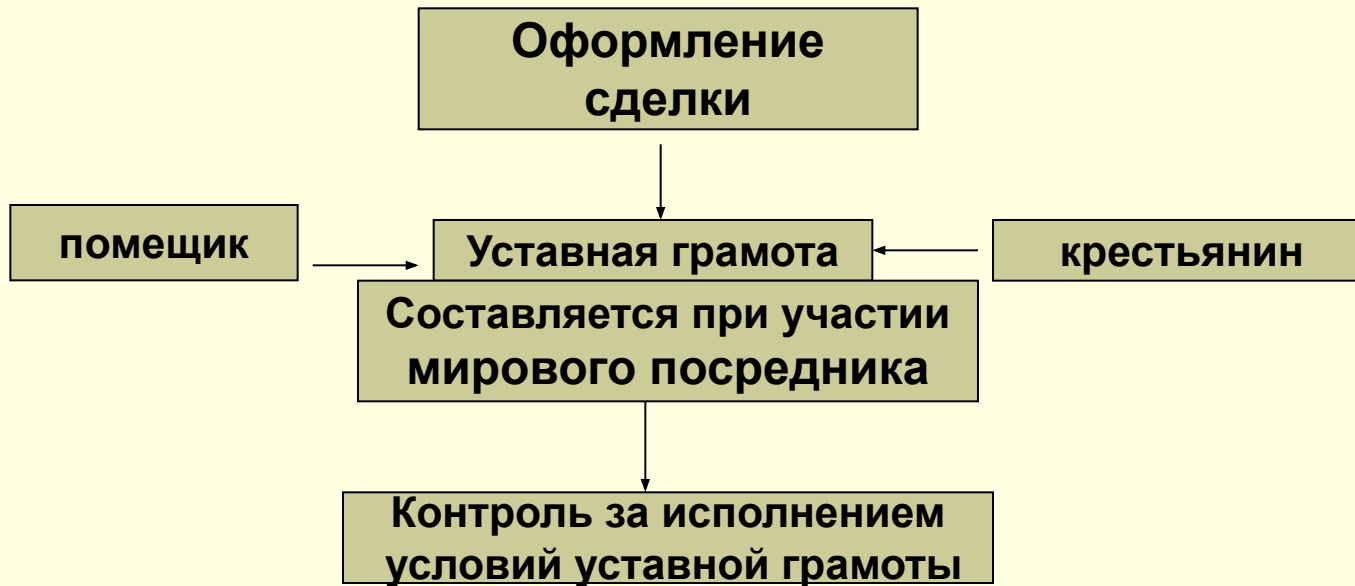 Оформление
сделки
помещик
Уставная грамота
крестьянин
Составляется при участии
мирового посредника
Контроль за исполнением
условий уставной грамоты